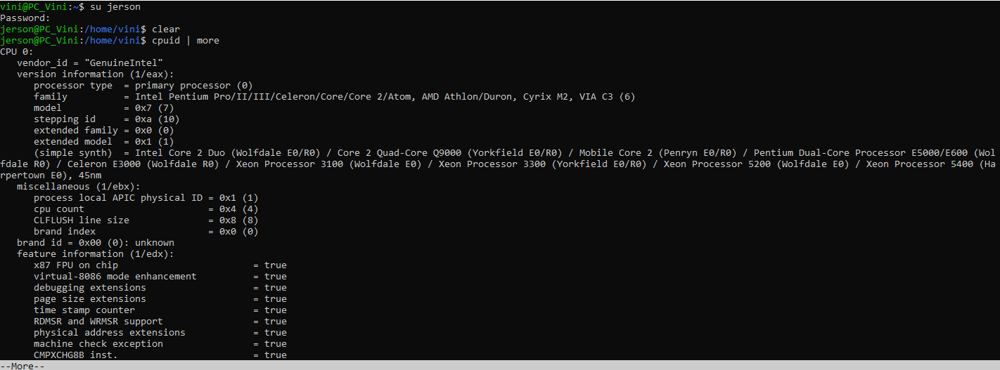 vini@PC_Vini:~$ su jerson
Password:
jerson@PC_Vini:/home/vini$ clear
jerson@PC_Vini:/home/vini$ cpuid | more
CPU 0:
   vendor_id = "GenuineIntel"
   version information (1/eax):
      processor type  = primary processor (0)
      family          = Intel Pentium Pro/II/III/Celeron/Core/Core 2/Atom, AMD Athlon/Duron, Cyrix M2, VIA C3 (6)
      model           = 0x7 (7)
      stepping id     = 0xa (10)
      extended family = 0x0 (0)
      extended model  = 0x1 (1)
      (simple synth)  = Intel Core 2 Duo (Wolfdale E0/R0) / Core 2 Quad-Core Q9000 (Yorkfield E0/R0) / Mobile Core 2 (Penryn E0/R0) / Pentium Dual-Core Processor E5000/E600 (Wol
fdale R0) / Celeron E3000 (Wolfdale R0) / Xeon Processor 3100 (Wolfdale E0) / Xeon Processor 3300 (Yorkfield E0/R0) / Xeon Processor 5200 (Wolfdale E0) / Xeon Processor 5400 (Ha
rpertown E0), 45nm
   miscellaneous (1/ebx):
      process local APIC physical ID = 0x1 (1)
      cpu count                      = 0x4 (4)
      CLFLUSH line size              = 0x8 (8)
      brand index                    = 0x0 (0)
   brand id = 0x00 (0): unknown
   feature information (1/edx):
      x87 FPU on chip                        = true
      virtual-8086 mode enhancement          = true
      debugging extensions                   = true
      page size extensions                   = true
      time stamp counter                     = true
      RDMSR and WRMSR support                = true
      physical address extensions            = true
      machine check exception                = true
      CMPXCHG8B inst.                        = true
--More--